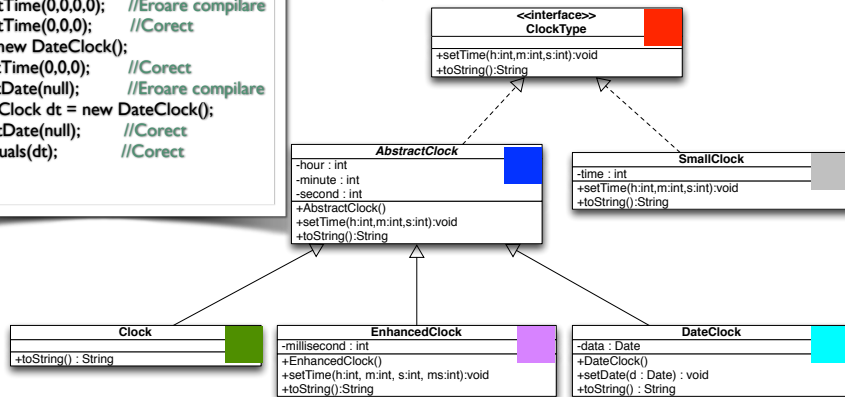 tTime(0,0,0,0); //Eroare compilare
tTime(0,0,0); //Corect
new DateClock();
tTime(0,0,0); //Corect
tDate(null); //Eroare compilare
Clock dt = new DateClock();
tDate(null); //Corect
uals(dt); //Corect
<<interface>>
ClockType
+setTime(h:int,m:int,s:int):void
+toString():String
AbstractClock
-hour : int
-minute : int
-second : int
+AbstractClock()
+setTime(h:int,m:int,s:int):void
+toString():String
SmallClock
-time : int
+setTime(h:int,m:int,s:int):void
+toString():String
Clock
+toString() : String
EnhancedClock
-millisecond : int
+EnhancedClock()
+setTime(h:int, m:int, s:int, ms:int):void
+toString():String
DateClock
-data : Date
+DateClock()
+setDate(d : Date) : void
+toString() : String